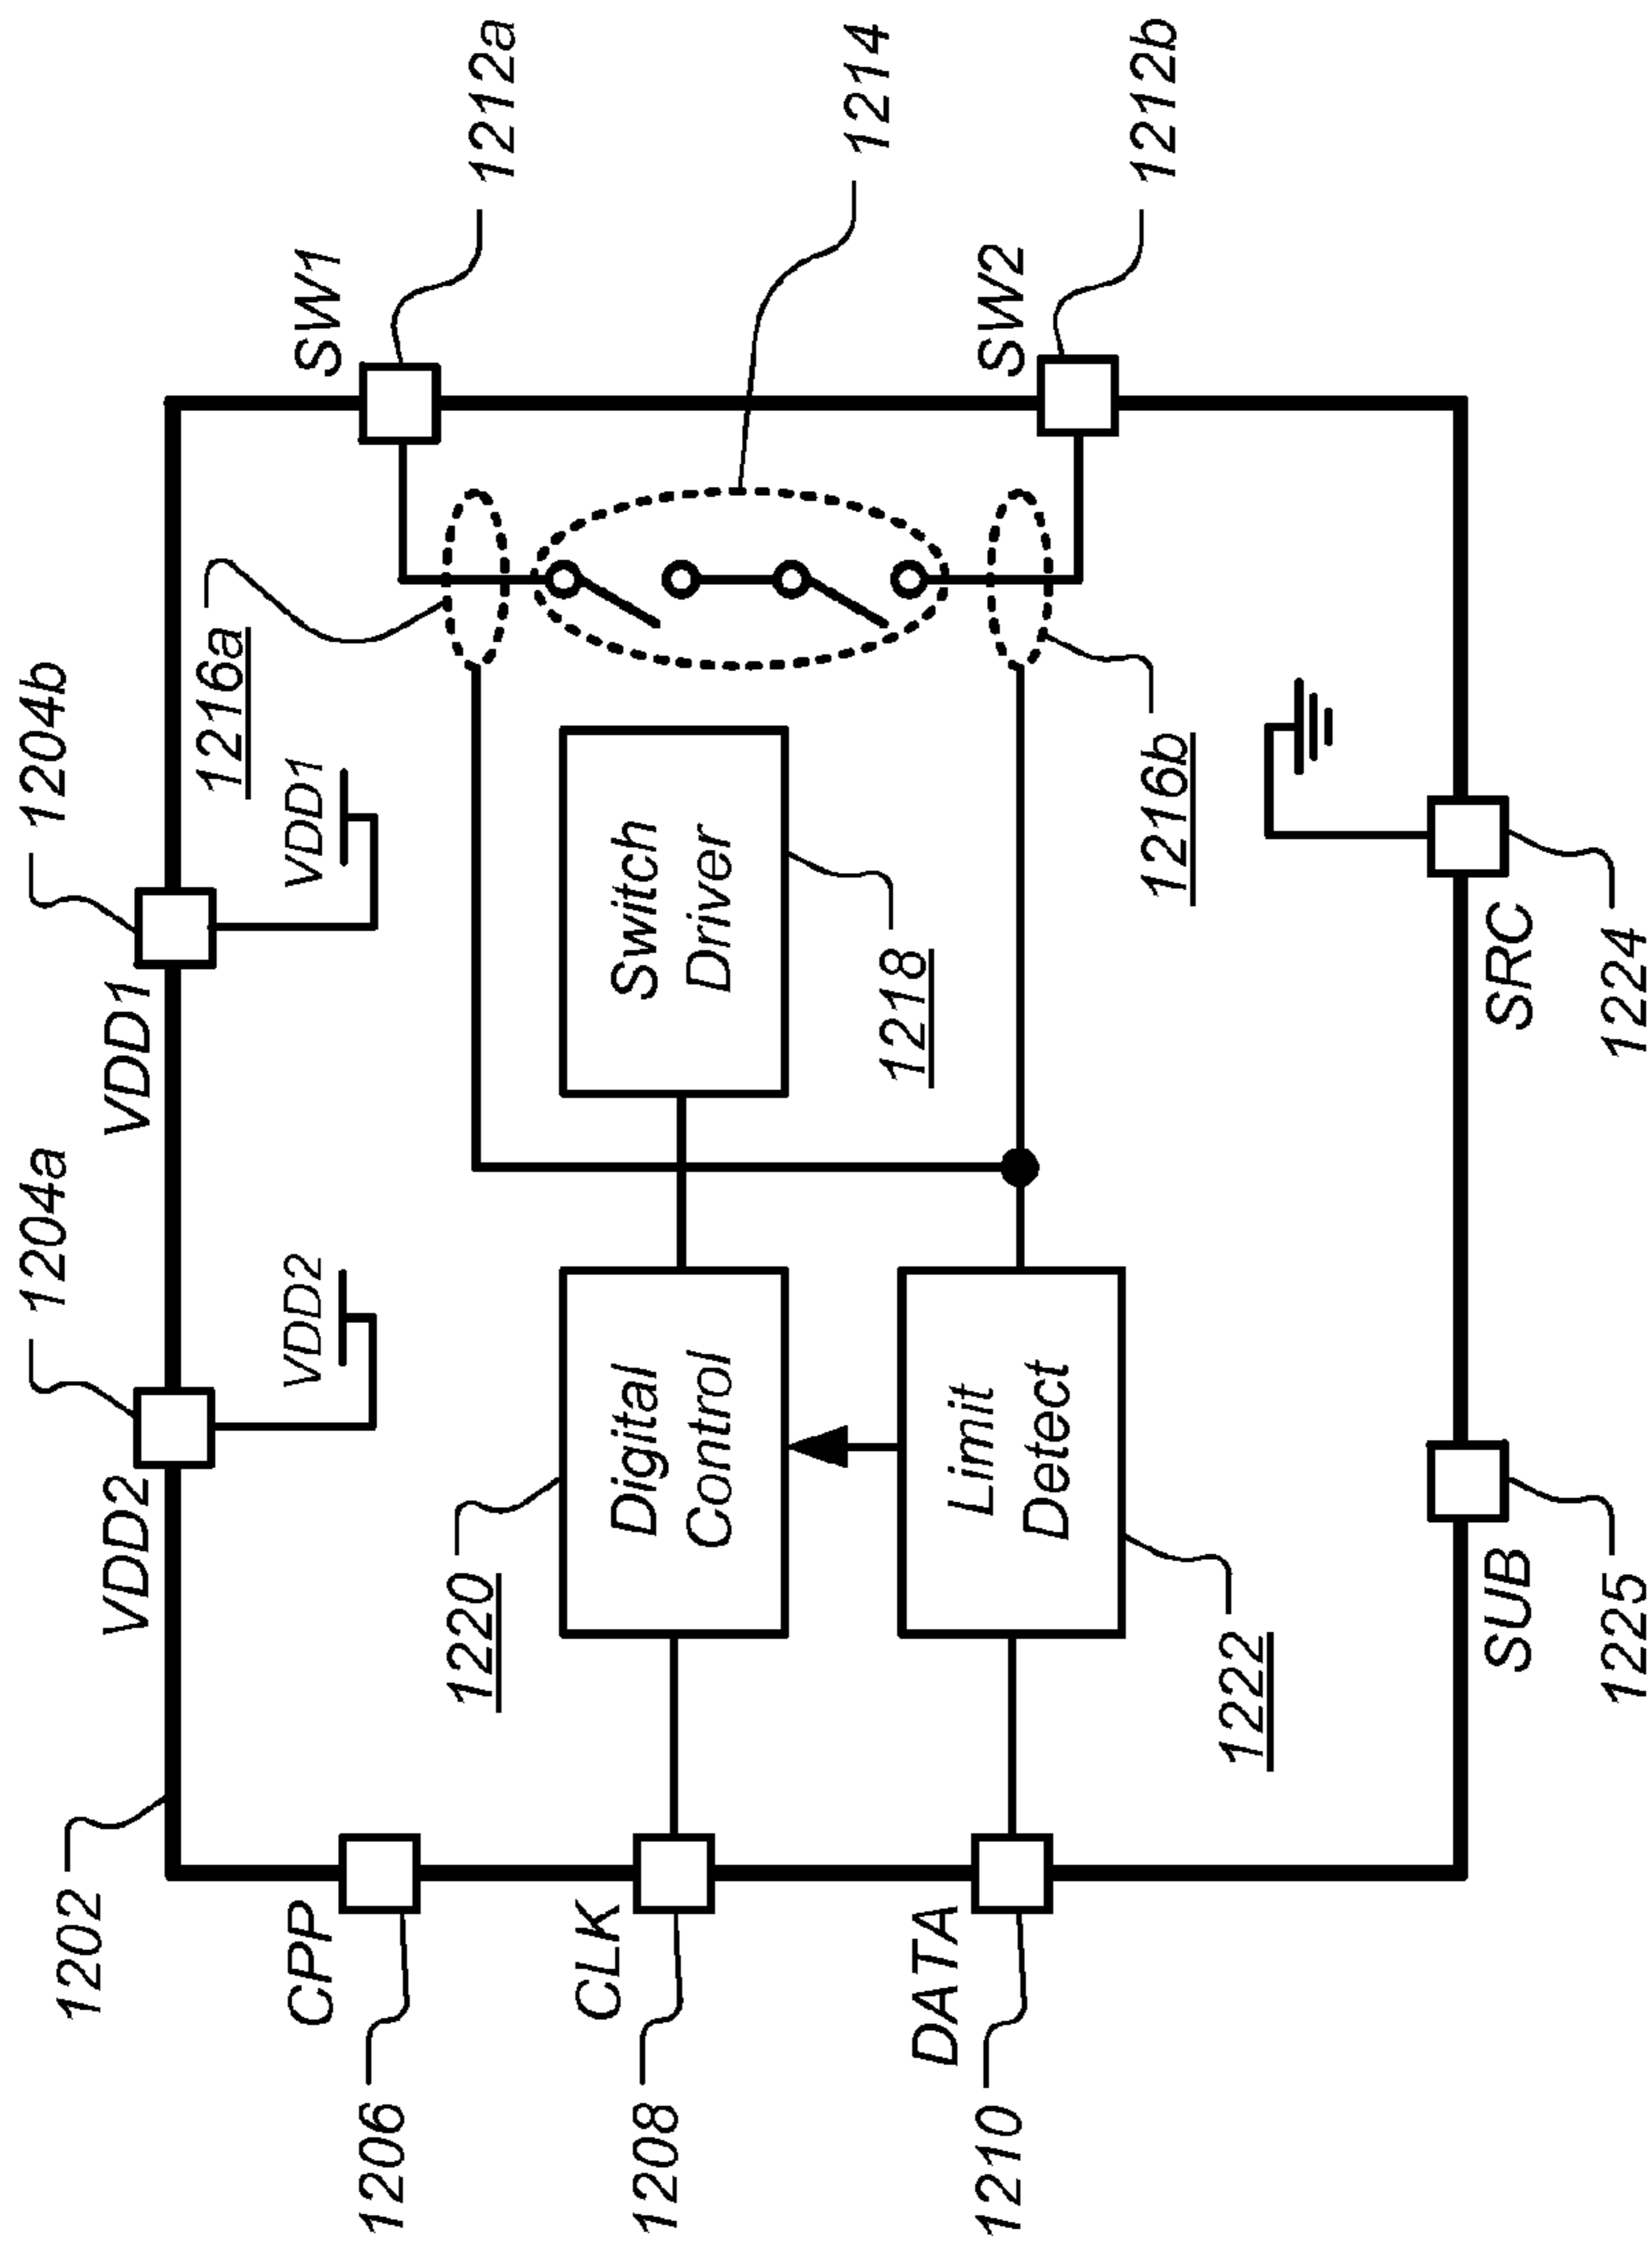 1204a
1204b
VDD2
VDD1
1202
VDD2
VDD1
1216a
SW1
1212a
CPP
1206
1220
Digital
Control
Switch
Driver
1218
1214
CLK
1208
Limit
Detect
1222
1216b
SW2
1212b
DATA
1210
SUB
1225
SRC
1224